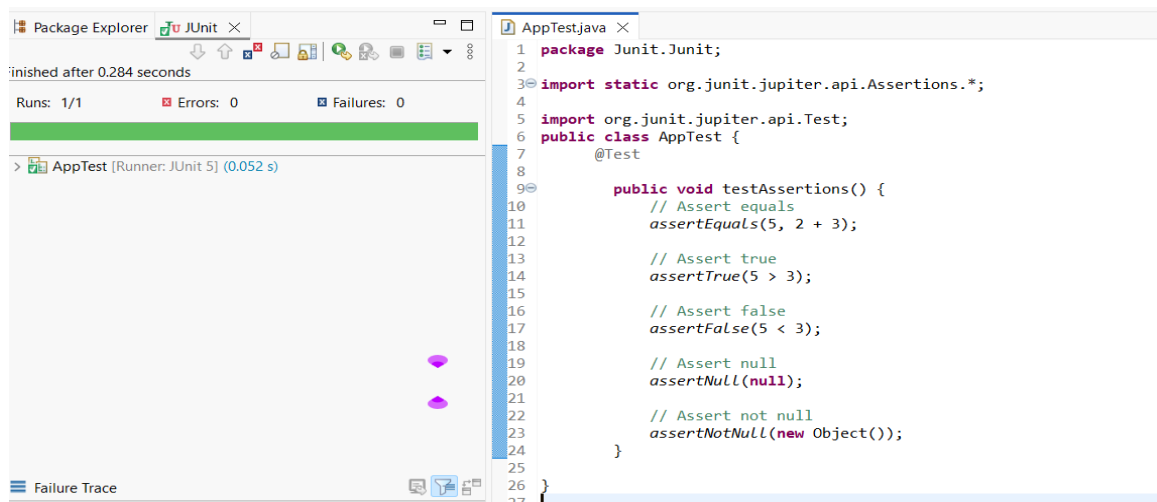 Package Explorer JUnit
Finished after 0.284 seconds
Runs: 1/1 Errors: 0 Failures: 0
AppTest [Runner: JUnit 5] (0.052 s)
Failure Trace
AppTest.java
1 package Junit.Junit;
2
3 import static org.junit.jupiter.api.Assertions.*;
4
5 import org.junit.jupiter.api.Test;
6 public class AppTest {
7 @Test
8
9 public void testAssertions() {
10 // Assert equals
11 assertEquals(5, 2 + 3);
12
13 // Assert true
14 assertTrue(5 > 3);
15
16 // Assert false
17 assertFalse(5 < 3);
18
19 // Assert null
20 assertNull(null);
21
22 // Assert not null
23 assertNotNull(new Object());
24 }
25
26 }
27